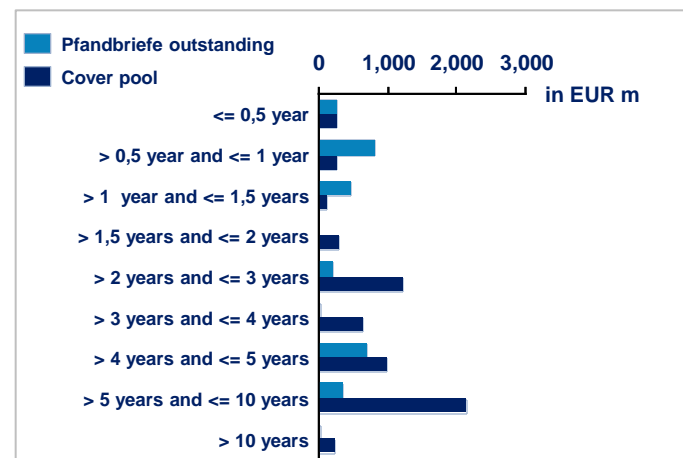 Pfandbriefe outstanding
Cover pool
0 1,000 2,000 3,000
in EUR m
<= 0,5 year
> 0,5 year and <= 1 year
> 1 year and <= 1,5 years
> 1,5 years and <= 2 years
> 2 years and <= 3 years
> 3 years and <= 4 years
> 4 years and <= 5 years
> 5 years and <= 10 years
> 10 years